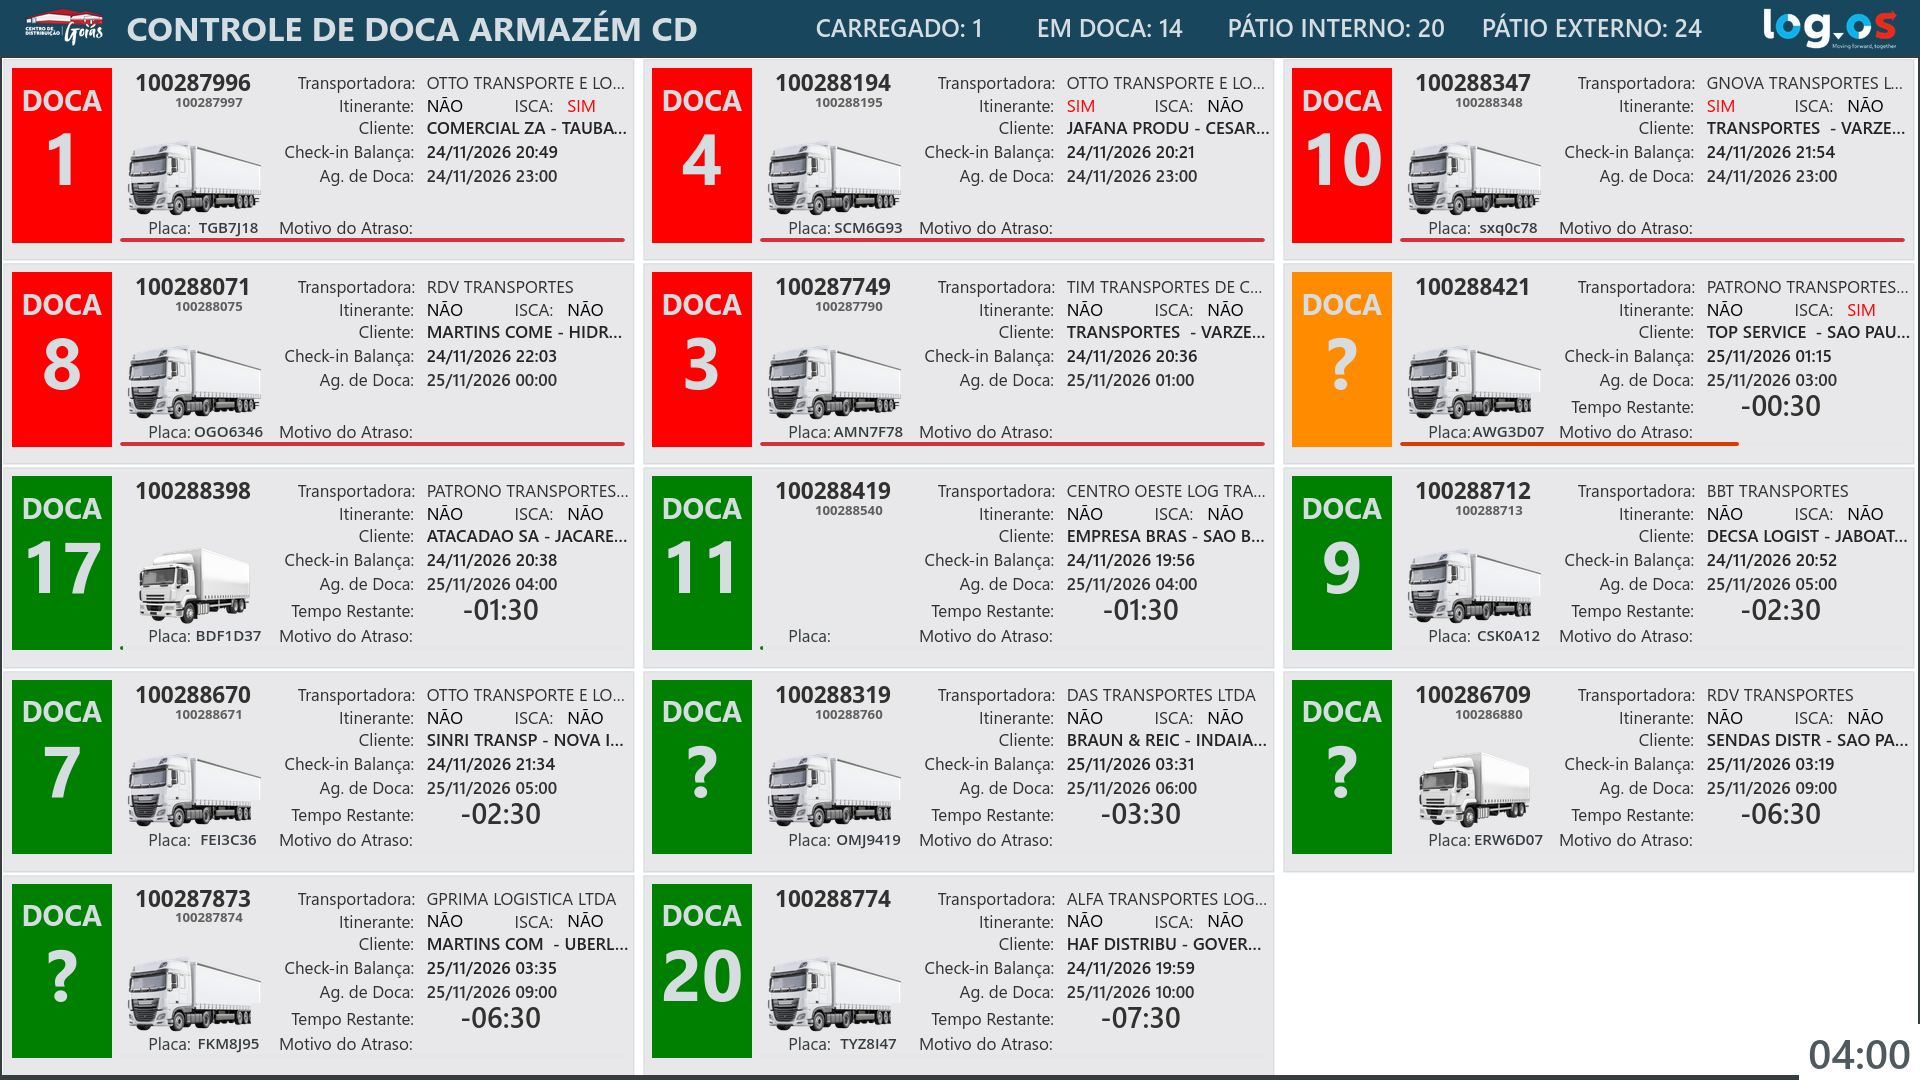 CENTRO DE DISTRIBUIÇÃO Goiás
CONTROLE DE DOCA ARMAZÉM CD
CARREGADO: 1
EM DOCA: 14
PÁTIO INTERNO: 20
PÁTIO EXTERNO: 24
log.os
Moving forward, together
DOCA
1
100287996
100287997
Transportadora: OTTO TRANSPORTE E LO...
Itinerante: NÃO ISCA: SIM
Cliente: COMERCIAL ZA - TAUBA...
Check-in Balança: 24/11/2026 20:49
Ag. de Doca: 24/11/2026 23:00
Placa: TGB7J18 Motivo do Atraso:
DOCA
4
100288194
100288195
Transportadora: OTTO TRANSPORTE E LO...
Itinerante: SIM ISCA: NÃO
Cliente: JAFANA PRODU - CESAR...
Check-in Balança: 24/11/2026 20:21
Ag. de Doca: 24/11/2026 23:00
Placa: SCM6G93 Motivo do Atraso:
DOCA
10
100288347
100288348
Transportadora: GNOVA TRANSPORTES L...
Itinerante: SIM ISCA: NÃO
Cliente: TRANSPORTES - VARZE...
Check-in Balança: 24/11/2026 21:54
Ag. de Doca: 24/11/2026 23:00
Placa: sxq0c78 Motivo do Atraso:
DOCA
8
100288071
100288075
Transportadora: RDV TRANSPORTES
Itinerante: NÃO ISCA: NÃO
Cliente: MARTINS COME - HIDR...
Check-in Balança: 24/11/2026 22:03
Ag. de Doca: 25/11/2026 00:00
Placa: OGO6346 Motivo do Atraso:
DOCA
3
100287749
100287790
Transportadora: TIM TRANSPORTES DE C...
Itinerante: NÃO ISCA: NÃO
Cliente: TRANSPORTES - VARZE...
Check-in Balança: 24/11/2026 20:36
Ag. de Doca: 25/11/2026 01:00
Placa: AMN7F78 Motivo do Atraso:
DOCA
?
100288421
Transportadora: PATRONO TRANSPORTES...
Itinerante: NÃO ISCA: SIM
Cliente: TOP SERVICE - SAO PAU...
Check-in Balança: 25/11/2026 01:15
Ag. de Doca: 25/11/2026 03:00
Tempo Restante: -00:30
Placa: AWG3D07 Motivo do Atraso:
DOCA
17
100288398
Transportadora: PATRONO TRANSPORTES...
Itinerante: NÃO ISCA: NÃO
Cliente: ATACADAO SA - JACARE...
Check-in Balança: 24/11/2026 20:38
Ag. de Doca: 25/11/2026 04:00
Tempo Restante: -01:30
Placa: BDF1D37 Motivo do Atraso:
DOCA
11
100288419
100288540
Transportadora: CENTRO OESTE LOG TRA...
Itinerante: NÃO ISCA: NÃO
Cliente: EMPRESA BRAS - SAO B...
Check-in Balança: 24/11/2026 19:56
Ag. de Doca: 25/11/2026 04:00
Tempo Restante: -01:30
Placa: Motivo do Atraso:
DOCA
9
100288712
100288713
Transportadora: BBT TRANSPORTES
Itinerante: NÃO ISCA: NÃO
Cliente: DECSA LOGIST - JABOAT...
Check-in Balança: 24/11/2026 20:52
Ag. de Doca: 25/11/2026 05:00
Tempo Restante: -02:30
Placa: CSK0A12 Motivo do Atraso:
DOCA
7
100288670
100288671
Transportadora: OTTO TRANSPORTE E LO...
Itinerante: NÃO ISCA: NÃO
Cliente: SINRI TRANSP - NOVA I...
Check-in Balança: 24/11/2026 21:34
Ag. de Doca: 25/11/2026 05:00
Tempo Restante: -02:30
Placa: FEI3C36 Motivo do Atraso:
DOCA
?
100288319
100288760
Transportadora: DAS TRANSPORTES LTDA
Itinerante: NÃO ISCA: NÃO
Cliente: BRAUN & REIC - INDAIA...
Check-in Balança: 25/11/2026 03:31
Ag. de Doca: 25/11/2026 06:00
Tempo Restante: -03:30
Placa: OMJ9419 Motivo do Atraso:
DOCA
?
100286709
100286880
Transportadora: RDV TRANSPORTES
Itinerante: NÃO ISCA: NÃO
Cliente: SENDAS DISTR - SAO PA...
Check-in Balança: 25/11/2026 03:19
Ag. de Doca: 25/11/2026 09:00
Tempo Restante: -06:30
Placa: ERW6D07 Motivo do Atraso:
DOCA
?
100287873
100287874
Transportadora: GPRIMA LOGISTICA LTDA
Itinerante: NÃO ISCA: NÃO
Cliente: MARTINS COM - UBERL...
Check-in Balança: 25/11/2026 03:35
Ag. de Doca: 25/11/2026 09:00
Tempo Restante: -06:30
Placa: FKM8J95 Motivo do Atraso:
DOCA
20
100288774
Transportadora: ALFA TRANSPORTES LOG...
Itinerante: NÃO ISCA: NÃO
Cliente: HAF DISTRIBU - GOVER...
Check-in Balança: 24/11/2026 19:59
Ag. de Doca: 25/11/2026 10:00
Tempo Restante: -07:30
Placa: TYZ8I47 Motivo do Atraso:
04:00